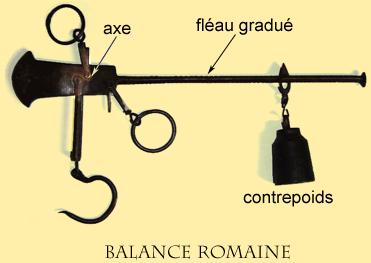 axe
fléau gradué
contrepoids
BALANCE ROMAINE